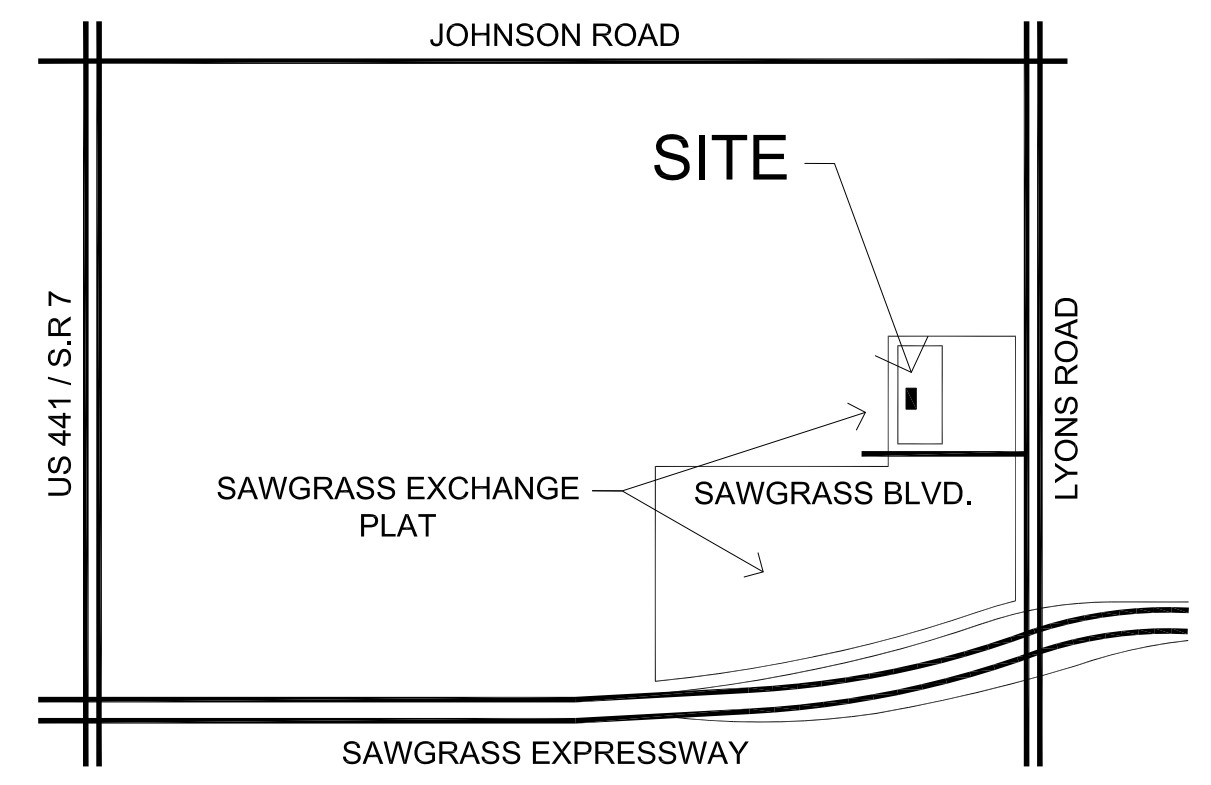 JOHNSON ROAD
SITE
US 441 / S.R 7
LYONS ROAD
SAWGRASS EXCHANGE
PLAT
SAWGRASS BLVD.
SAWGRASS EXPRESSWAY